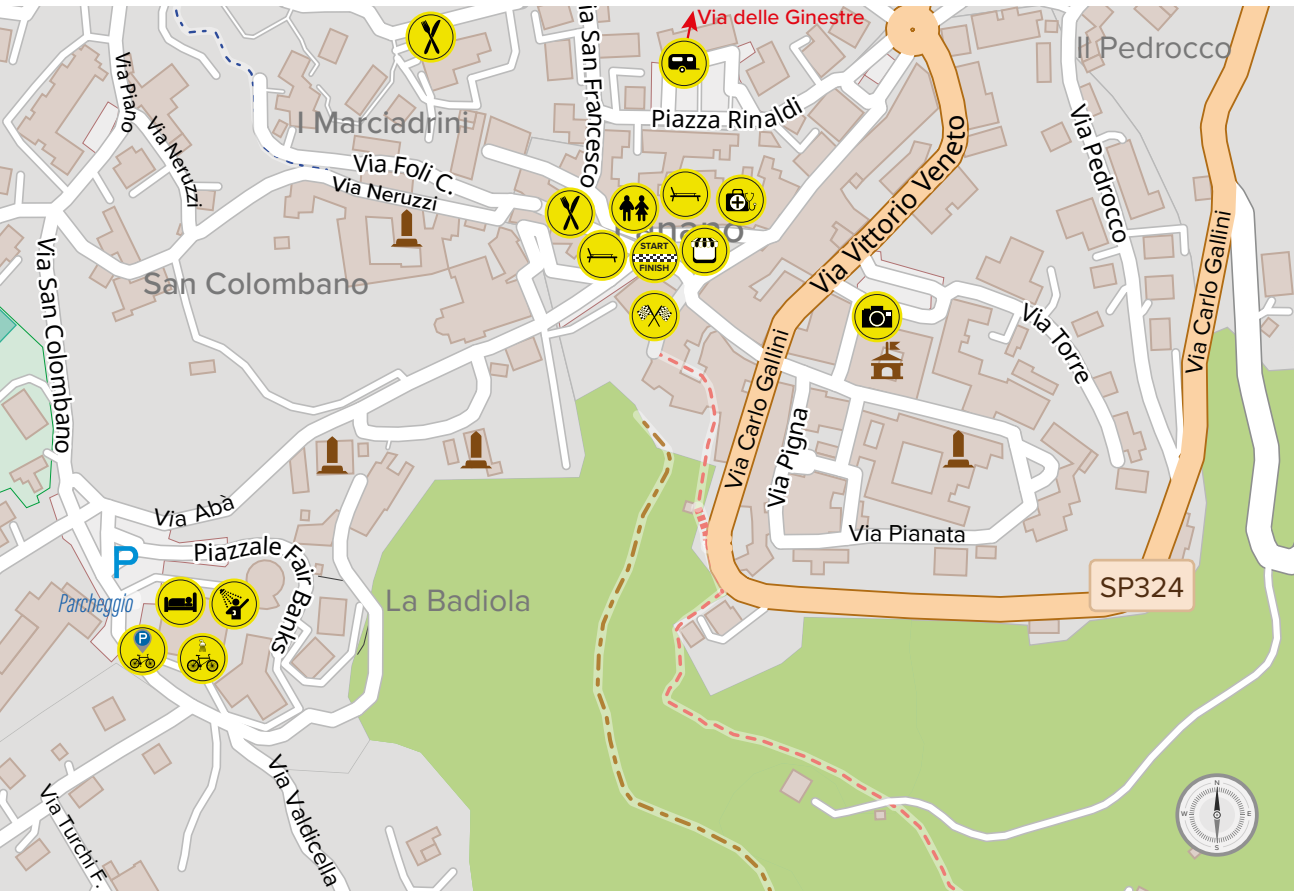 Via delle Ginestre
Via San Francesco
Il Pedrocco
Via Piano
Piazza Rinaldi
I Marciadrini
Via Neruzzi
Via Foli C.
Via Pedrocco
Via Vittorio Veneto
Via Neruzzi
START
FINISH
San Colombano
Via San Colombano
Via Carlo Gallini
Via Torre
Via Carlo Gallini
Via Pigna
Via Abà
Via Pianata
P
Piazzale Fair Banks
SP324
Parcheggio
La Badiola
P
Via Valdicella
Via Turchi F.
N
W
E
S